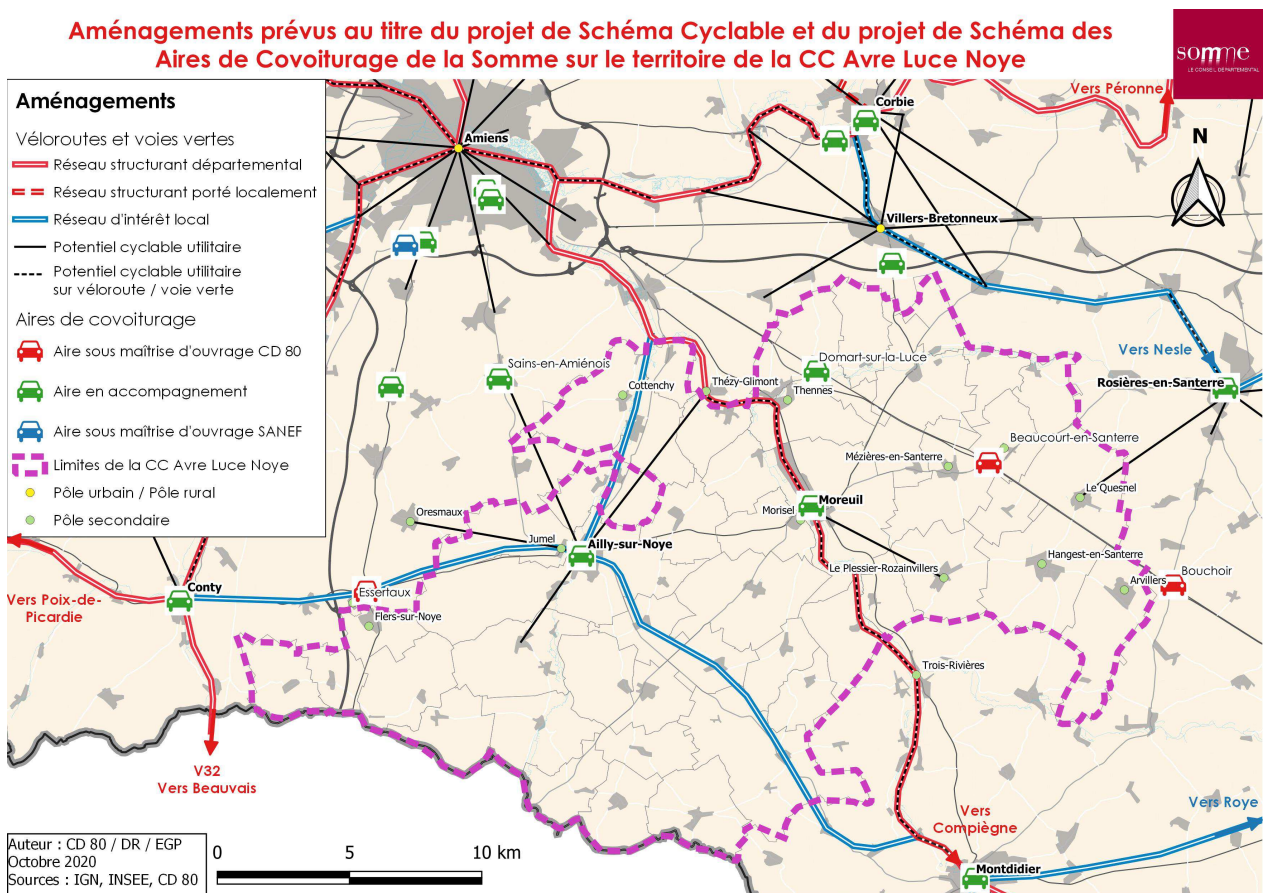 Aménagements prévus au titre du projet de Schéma Cyclable et du projet de Schéma des
Aires de Covoiturage de la Somme sur le territoire de la CC Avre Luce Noye
somme
LE CONSEIL DÉPARTEMENTAL
Aménagements
Véloroutes et voies vertes
Réseau structurant départemental
Réseau structurant porté localement
Réseau d'intérêt local
Potentiel cyclable utilitaire
Potentiel cyclable utilitaire
sur véloroute / voie verte
Aires de covoiturage
Aire sous maîtrise d'ouvrage CD 80
Aire en accompagnement
Aire sous maîtrise d'ouvrage SANEF
Limites de la CC Avre Luce Noye
Pôle urbain / Pôle rural
Pôle secondaire
Vers Péronne
Corbie
Amiens
N
Villers-Bretonneux
Vers Nesle
Rosières-en-Santerre
Sains-en-Amiénois
Cottenchy
Thézy-Glimont
Domart-sur-la-Luce
Thennes
Beaucourt-en-Santerre
Mézières-en-Santerre
Le Quesnel
Moreuil
Morisel
Oresmaux
Jumel
Ailly-sur-Noye
Le Plessier-Rozainvillers
Hangest-en-Santerre
Arvillers
Bouchoir
Conty
Essertaux
Flers-sur-Noye
Vers Poix-de-
Picardie
Trois-Rivières
V32
Vers Beauvais
Vers
Compiègne
Vers Roye
Montdidier
Auteur : CD 80 / DR / EGP
Octobre 2020
Sources : IGN, INSEE, CD 80
0 5 10 km